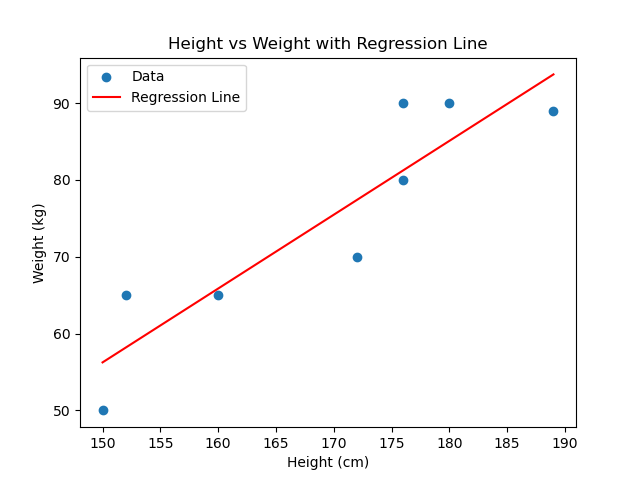 Height vs Weight with Regression Line
Data
Regression Line
90
80
70
60
50
Weight (kg)
150 155 160 165 170 175 180 185 190
Height (cm)